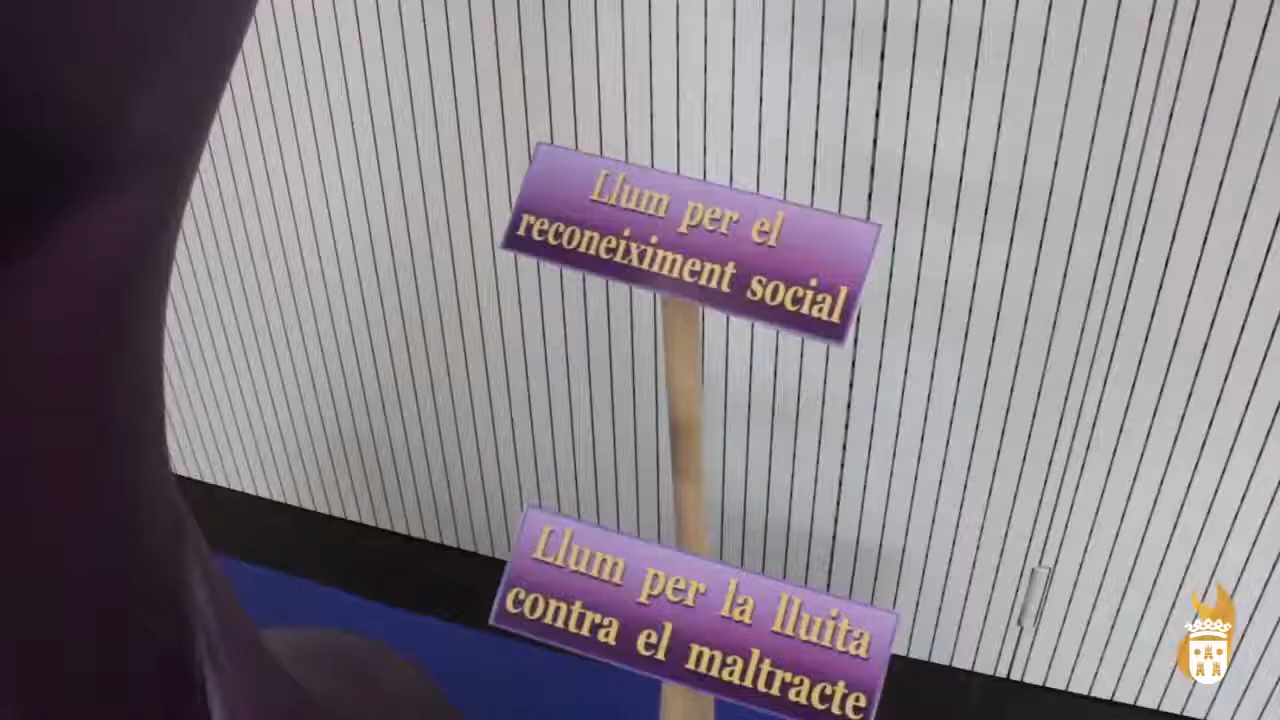 Llum per el
reconeiximent social
Llum per la lluita
contra el maltracte